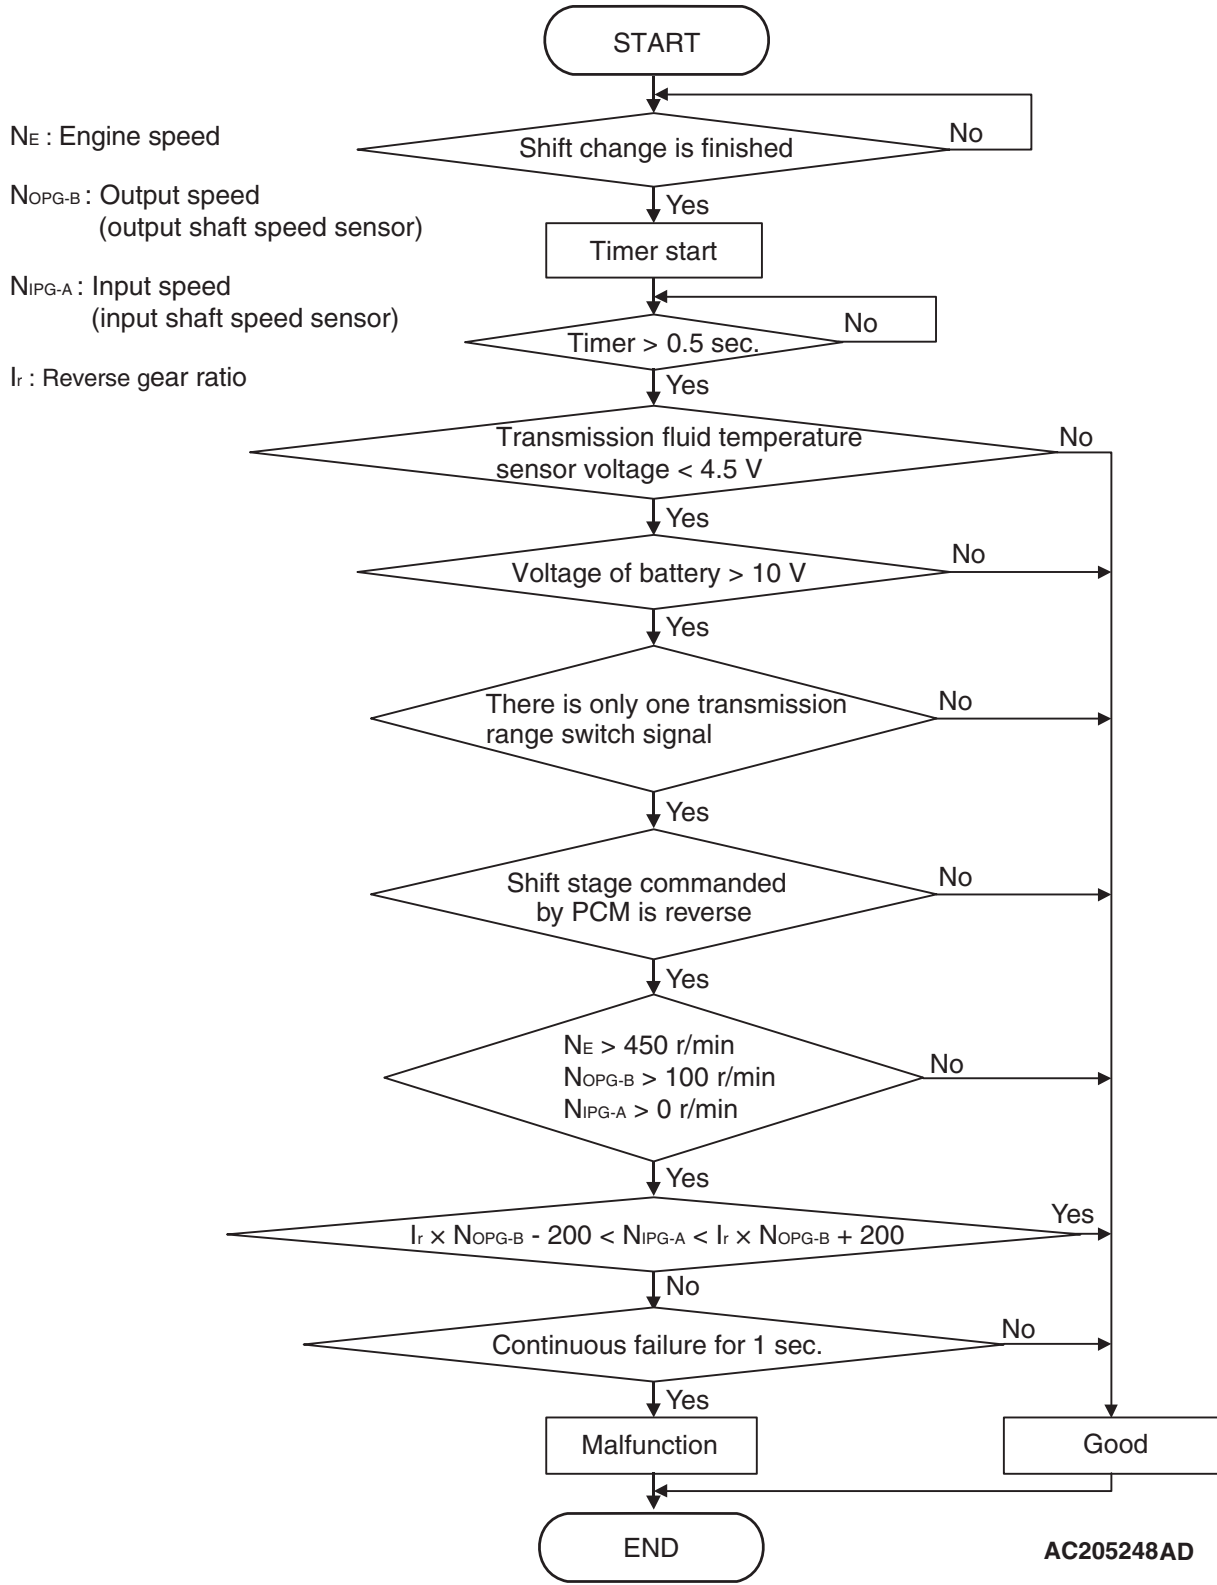 START
Shift change is finished
No
NE : Engine speed
NOPG-B : Output speed
(output shaft speed sensor)
Yes
Timer start
NIPG-A : Input speed
(input shaft speed sensor)
Timer > 0.5 sec.
No
Ir : Reverse gear ratio
Yes
Transmission fluid temperature
sensor voltage < 4.5 V
No
Yes
Voltage of battery > 10 V
No
Yes
There is only one transmission
range switch signal
No
Yes
Shift stage commanded
by PCM is reverse
No
Yes
NE > 450 r/min
NOPG-B > 100 r/min
NIPG-A > 0 r/min
No
Yes
Ir × NOPG-B - 200 < NIPG-A < Ir × NOPG-B + 200
Yes
No
Continuous failure for 1 sec.
No
Yes
Malfunction
Good
END
AC205248AD